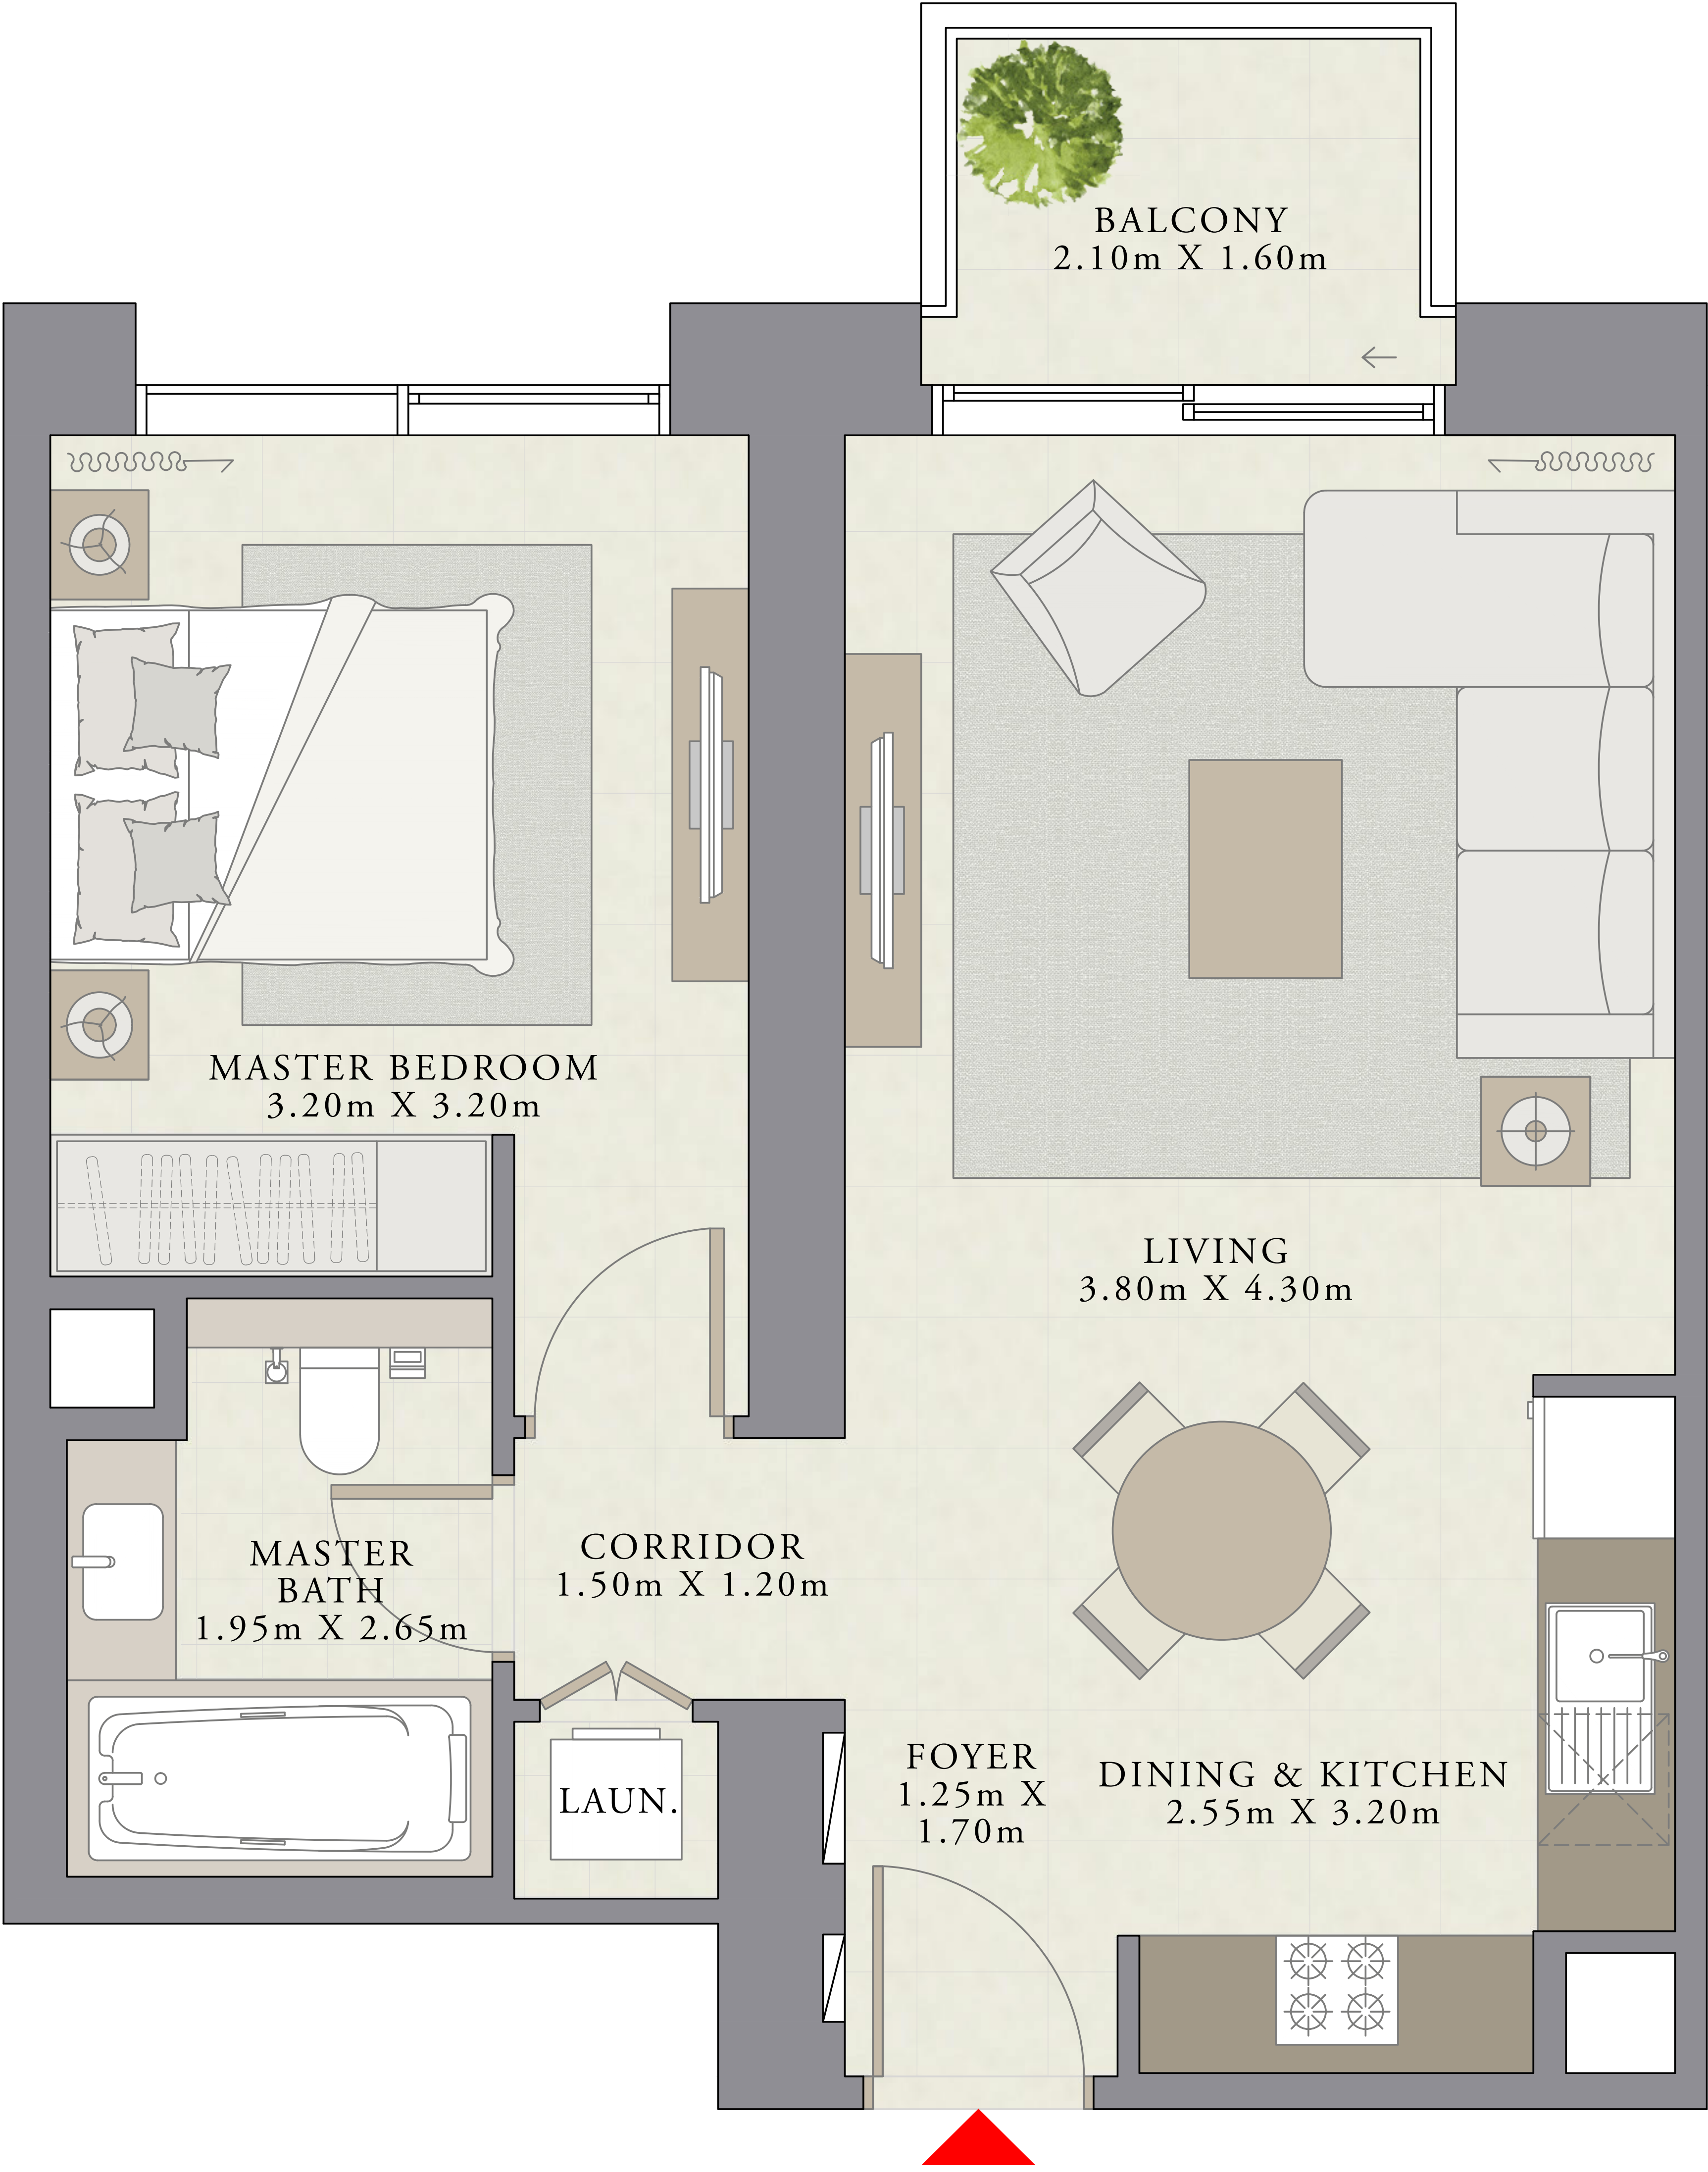 BALCONY
2.10m X 1.60m
MASTER BEDROOM
3.20m X 3.20m
LIVING
3.80m X 4.30m
MASTER
BATH
1.95m X 2.65m
CORRIDOR
1.50m X 1.20m
LAUN.
FOYER
1.25m X
1.70m
DINING & KITCHEN
2.55m X 3.20m